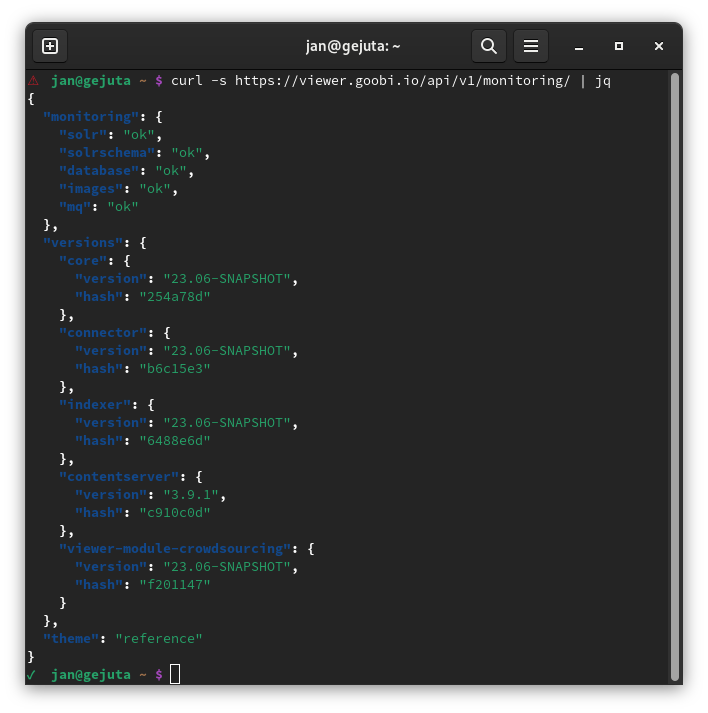 jan@gejuta: ~
⚠ jan@gejuta ~ $ curl -s https://viewer.goobi.io/api/v1/monitoring/ | jq
{
  "monitoring": {
    "solr": "ok",
    "solrschema": "ok",
    "database": "ok",
    "images": "ok",
    "mq": "ok"
  },
  "versions": {
    "core": {
      "version": "23.06-SNAPSHOT",
      "hash": "254a78d"
    },
    "connector": {
      "version": "23.06-SNAPSHOT",
      "hash": "b6c15e3"
    },
    "indexer": {
      "version": "23.06-SNAPSHOT",
      "hash": "6488e6d"
    },
    "contentserver": {
      "version": "3.9.1",
      "hash": "c910c0d"
    },
    "viewer-module-crowdsourcing": {
      "version": "23.06-SNAPSHOT",
      "hash": "f201147"
    }
  },
  "theme": "reference"
}
✓ jan@gejuta ~ $